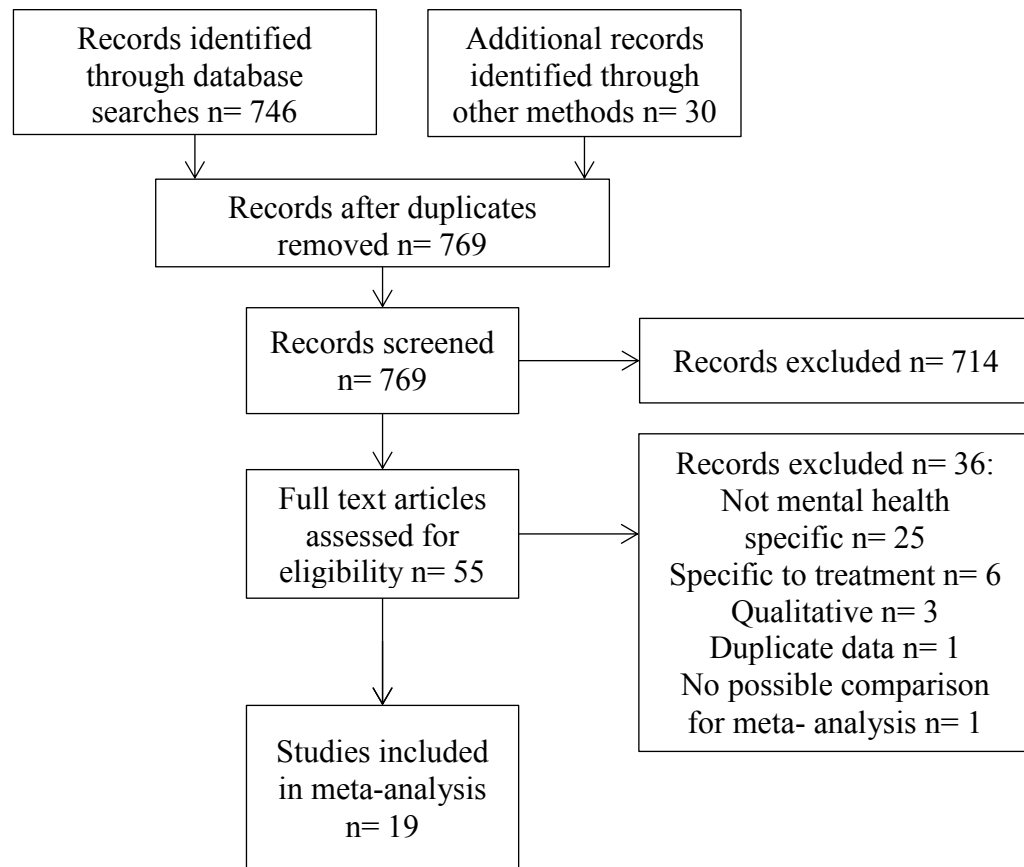 Records identified
through database
searches n= 746
Additional records
identified through
other methods n= 30
Records after duplicates
removed n= 769
Records screened
n= 769
Records excluded n= 714
Full text articles
assessed for
eligibility n= 55
Records excluded n= 36:
Not mental health
specific n= 25
Specific to treatment n= 6
Qualitative n= 3
Duplicate data n= 1
No possible comparison
for meta- analysis n= 1
Studies included
in meta-analysis
n= 19